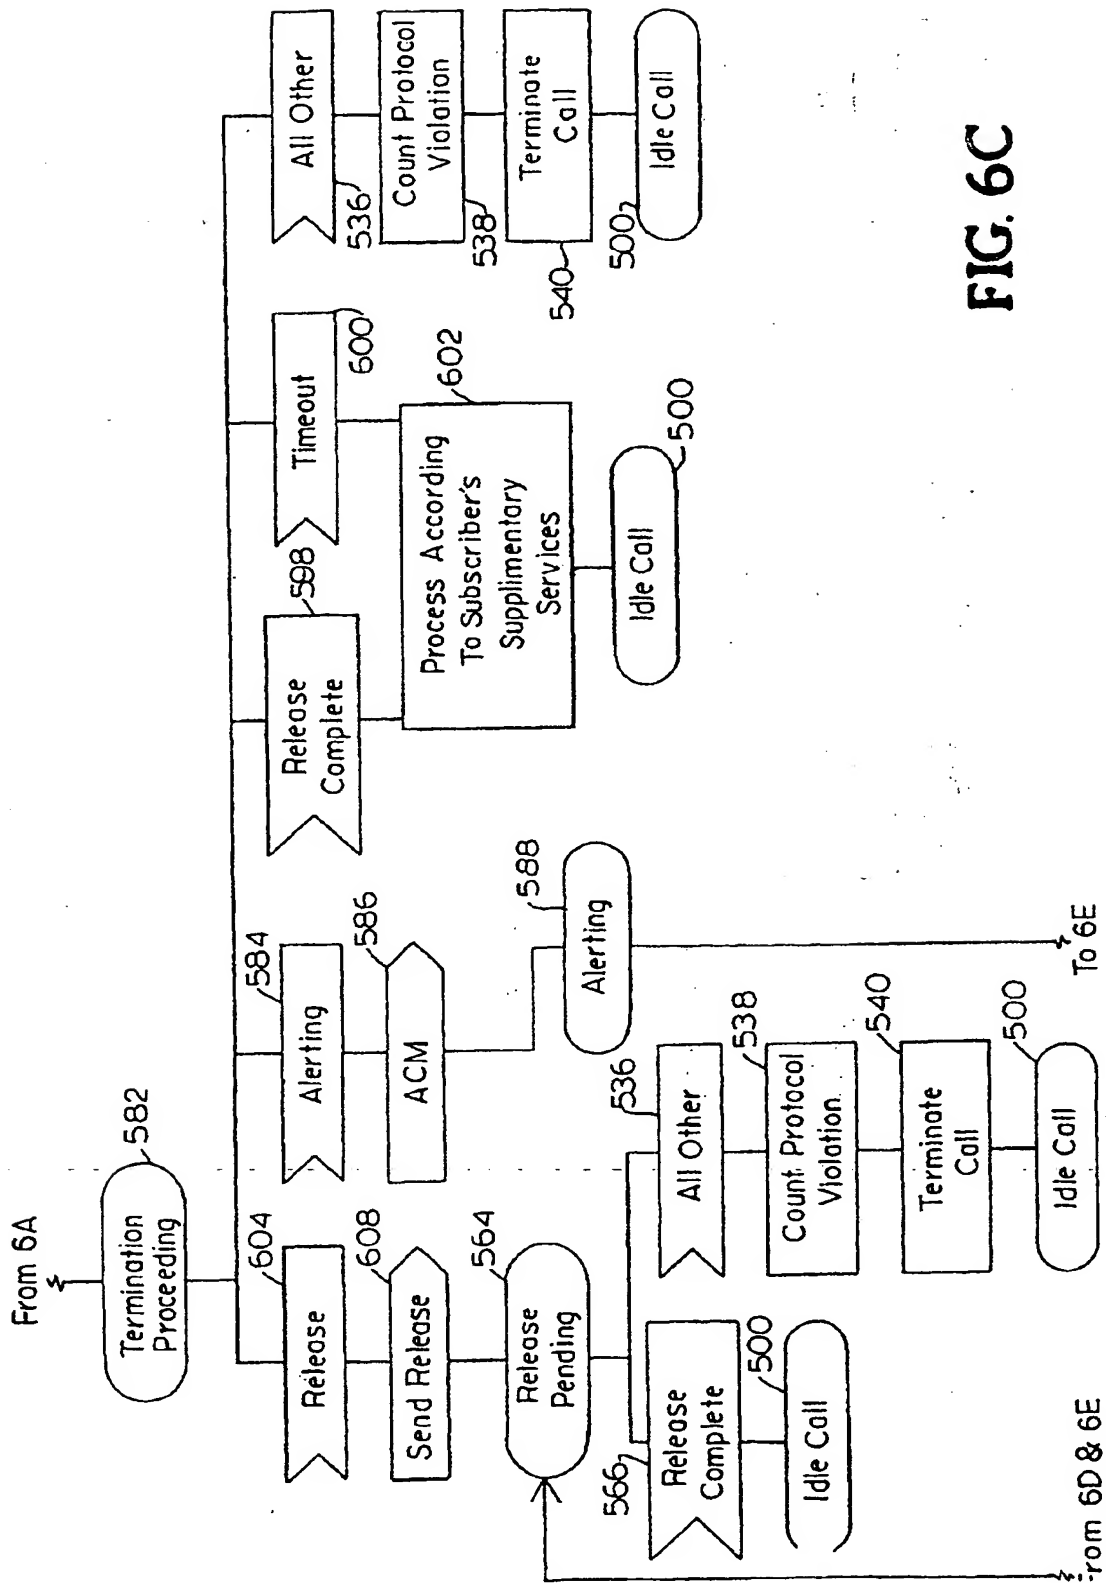 From 6A
Termination
Proceeding
582
604
Release
608
Send Release
564
Release
Pending
566
Release
Complete
500
Idle Call
536
All Other
538
Count Protocol
Violation
540
Terminate
Call
500
Idle Call
From 6D & 6E
584
Alerting
586
ACM
588
Alerting
To 6E
598
Release
Complete
600
Timeout
602
Process According
To Subscriber's
Supplimentary
Services
500
Idle Call
536
All Other
538
Count Protocol
Violation
540
Terminate
Call
500
Idle Call
FIG. 6C